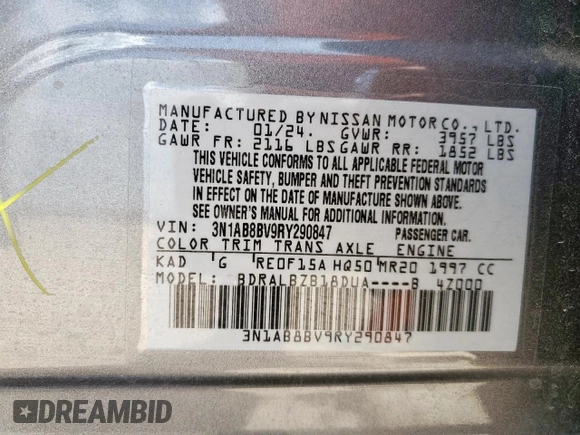 MANUFACTURED BY NISSAN MOTOR CO., LTD.
DATE: 01/24. GVWR: 3957 LBS
GAWR FR: 2116 LBS GAWR RR: 1852 LBS
THIS VEHICLE CONFORMS TO ALL APPLICABLE FEDERAL MOTOR
VEHICLE SAFETY, BUMPER AND THEFT PREVENTION STANDARDS
IN EFFECT ON THE DATE OF MANUFACTURE SHOWN ABOVE.
SEE OWNER'S MANUAL FOR ADDITIONAL INFORMATION.
VIN: 3N1AB8BV9RY290847 PASSENGER CAR.
COLOR TRIM TRANS AXLE ENGINE
KAD 'G RE0F15A HQ50 MR20 1997 CC
MODEL: BDRALBZB18DUA----B 4Z000
3N1AB8BV9RY290847
DREAMBID